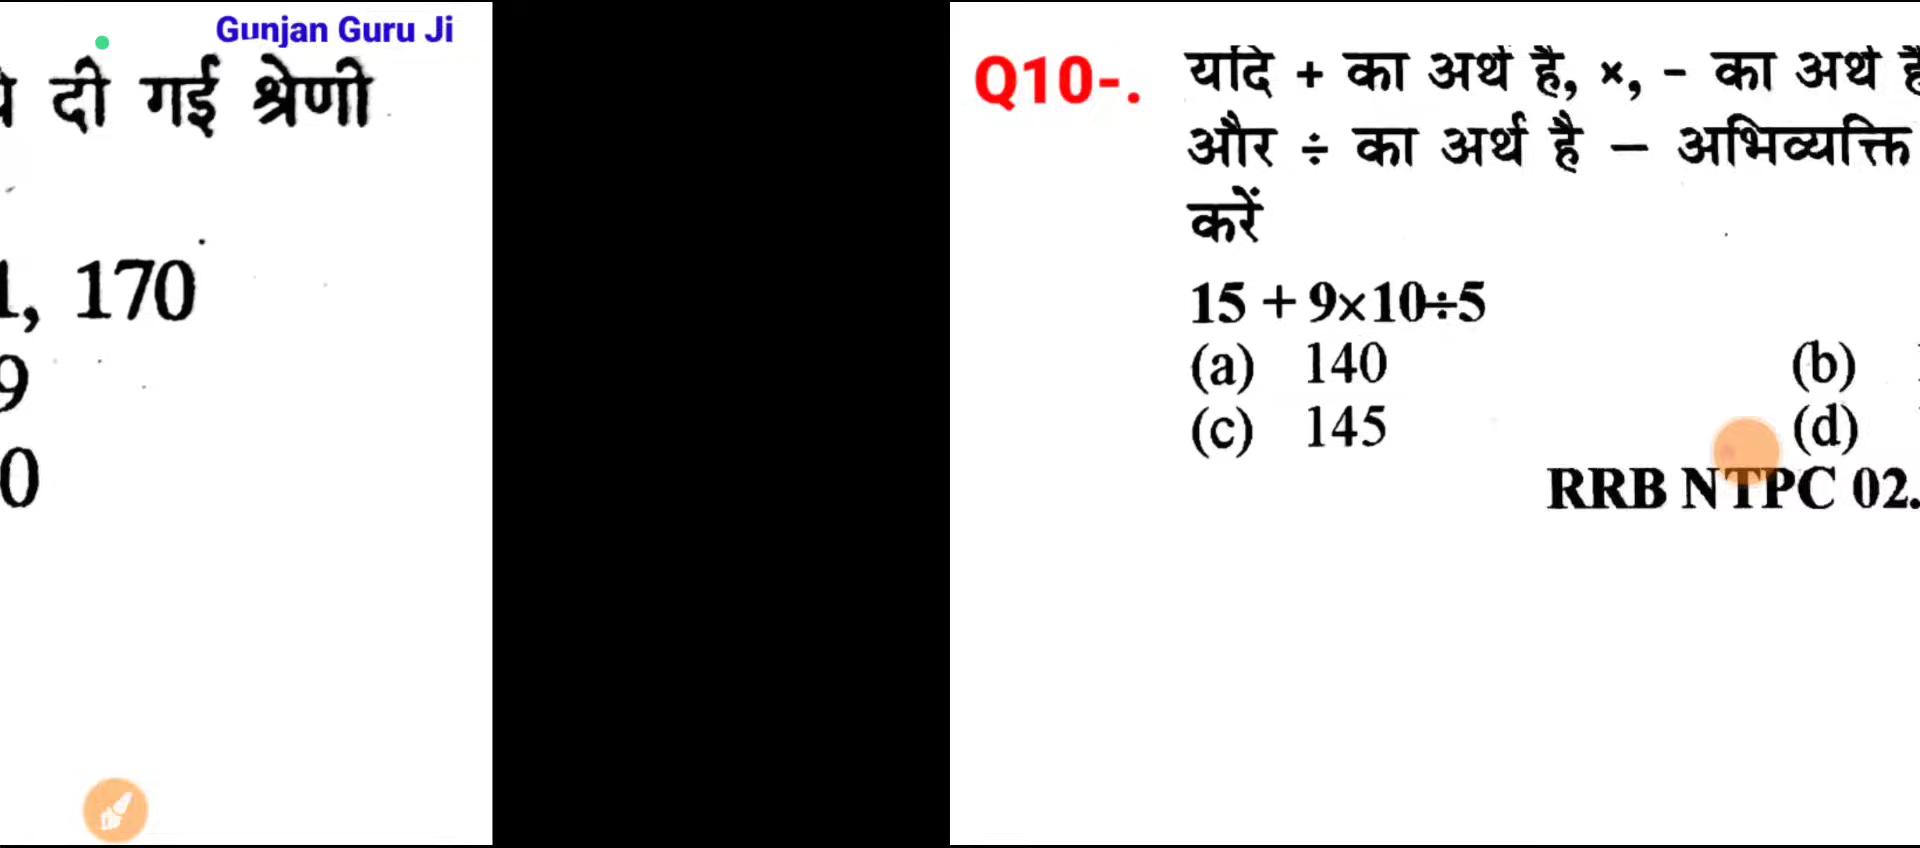 Gunjan Guru Ji
दी गई श्रेणी
170
9
0
Q10-. यदि + का अर्थ है, ×, - का अर्थ
और ÷ का अर्थ है – अभिव्यक्ति
करें
15 + 9×10÷5
(a) 140 (b)
(c) 145 (d)
RRB NTPC 02.